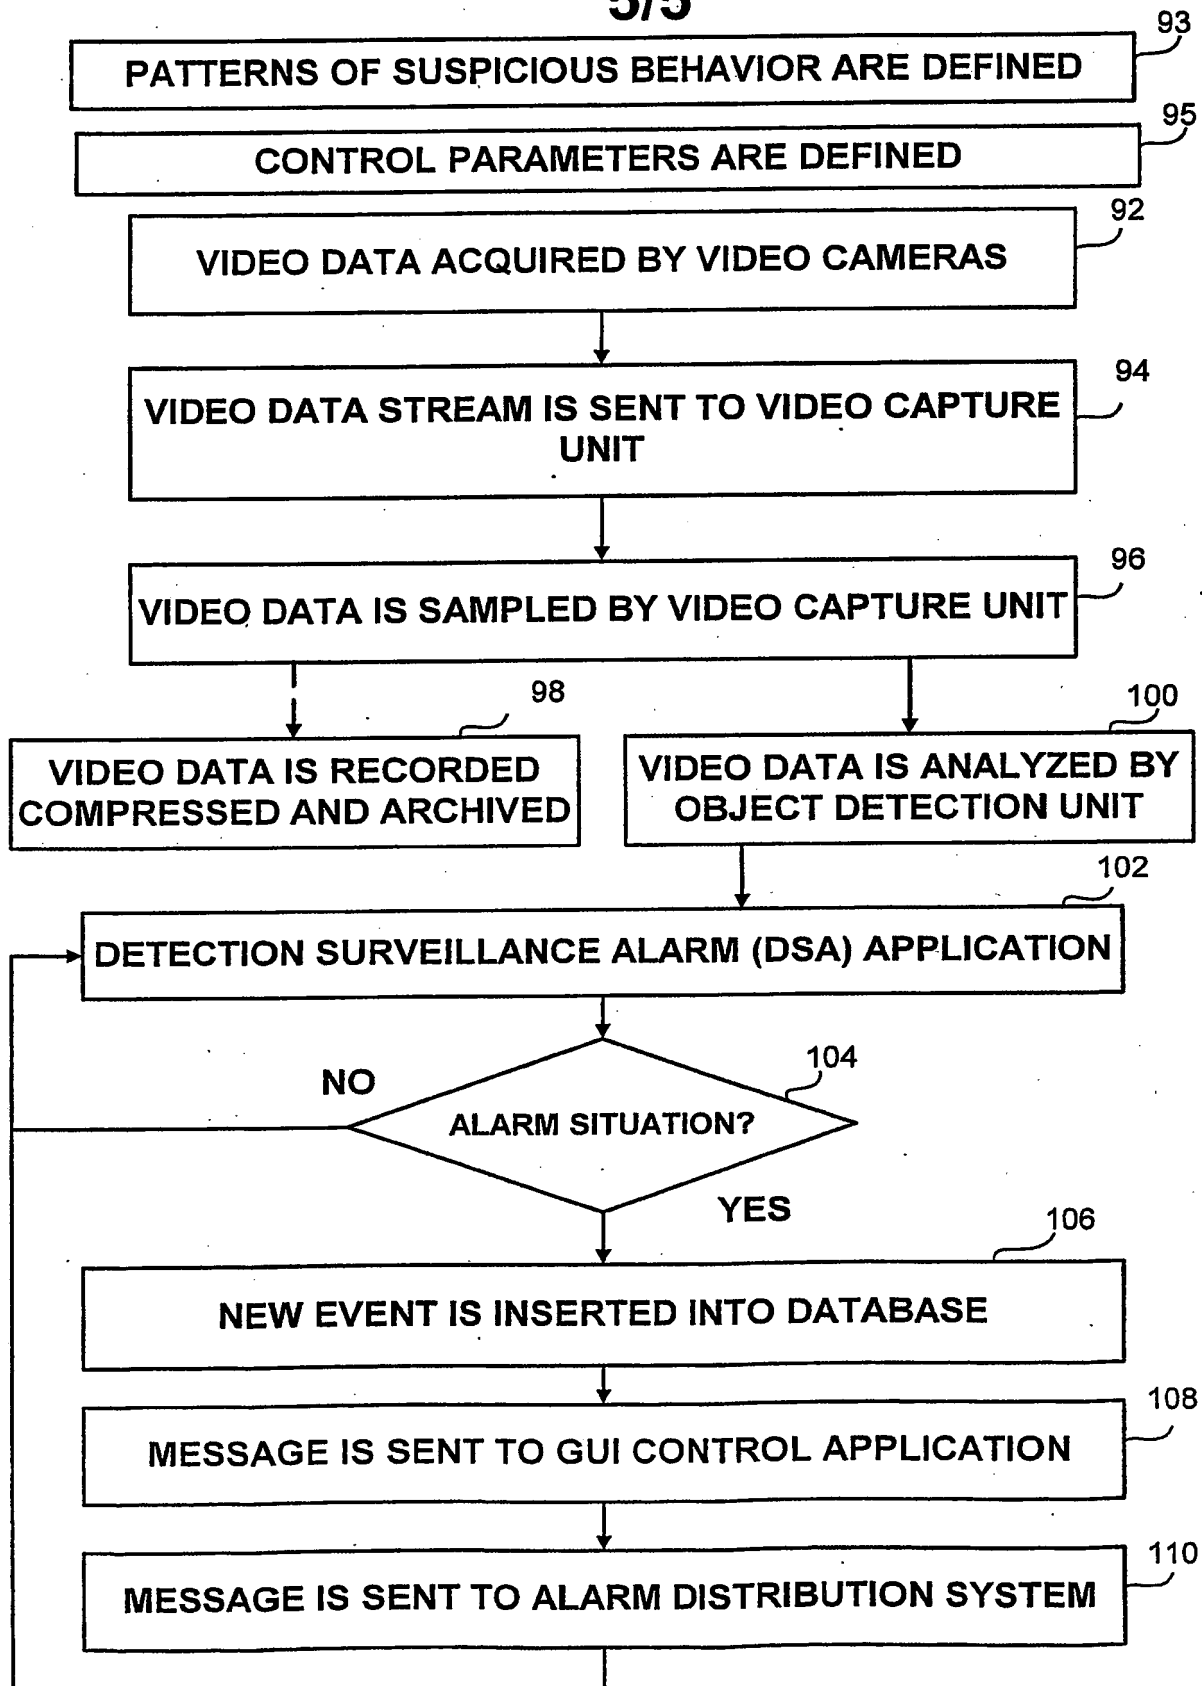 5/5
93
PATTERNS OF SUSPICIOUS BEHAVIOR ARE DEFINED
95
CONTROL PARAMETERS ARE DEFINED
92
VIDEO DATA ACQUIRED BY VIDEO CAMERAS
94
VIDEO DATA STREAM IS SENT TO VIDEO CAPTURE
UNIT
96
VIDEO DATA IS SAMPLED BY VIDEO CAPTURE UNIT
98
VIDEO DATA IS RECORDED
COMPRESSED AND ARCHIVED
100
VIDEO DATA IS ANALYZED BY
OBJECT DETECTION UNIT
102
DETECTION SURVEILLANCE ALARM (DSA) APPLICATION
104
NO
ALARM SITUATION?
YES
106
NEW EVENT IS INSERTED INTO DATABASE
108
MESSAGE IS SENT TO GUI CONTROL APPLICATION
110
MESSAGE IS SENT TO ALARM DISTRIBUTION SYSTEM